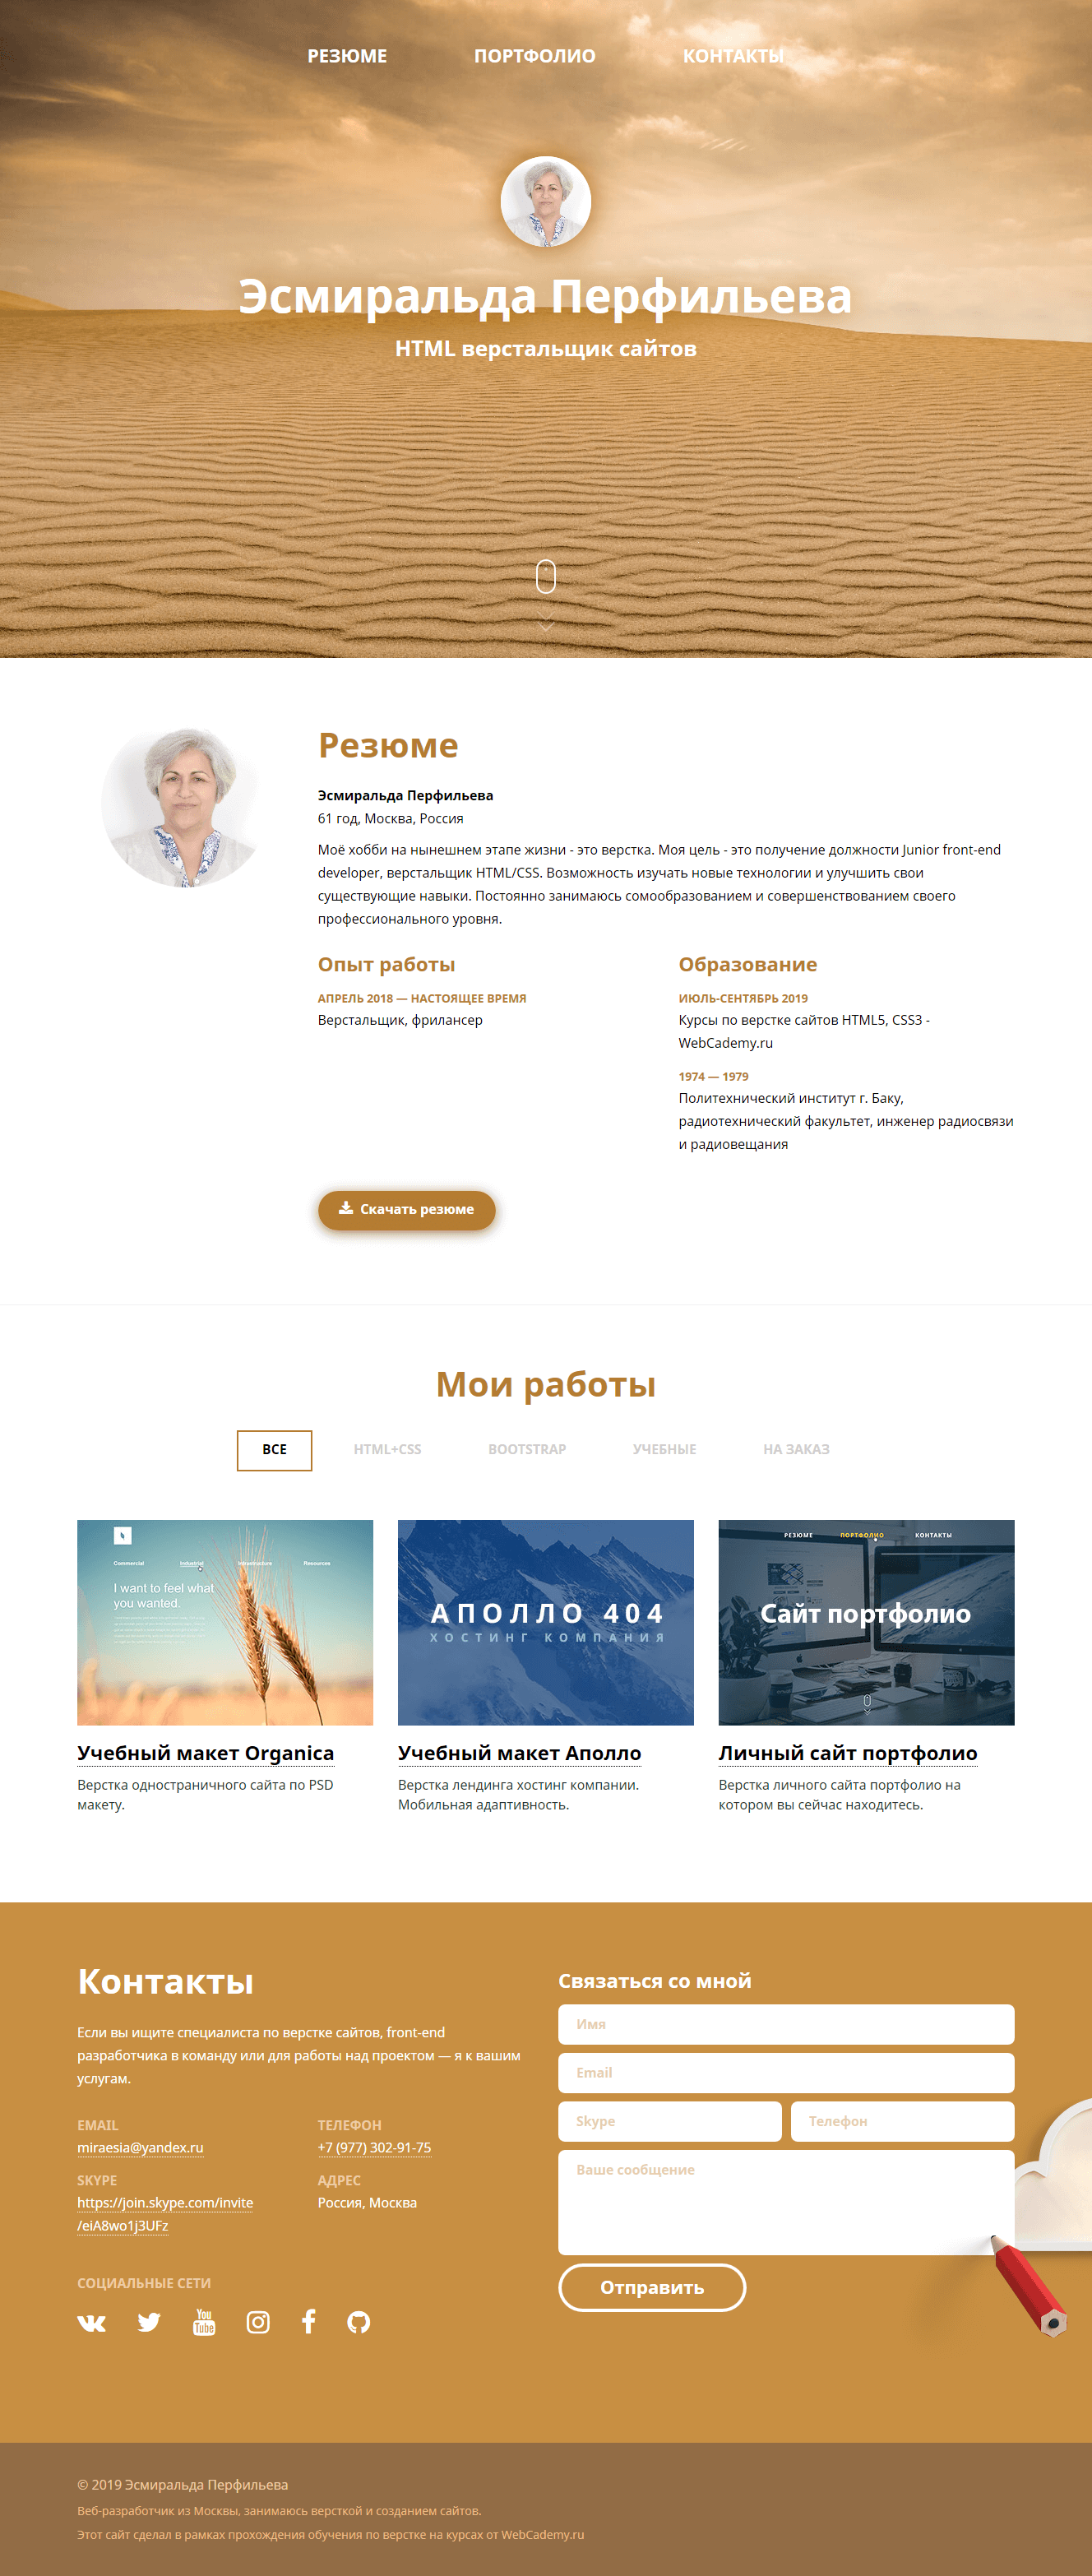 РЕЗЮМЕ ПОРТФОЛИО КОНТАКТЫ
Эсмиральда Перфильева
HTML верстальщик сайтов
Резюме
Эсмиральда Перфильева
61 год, Москва, Россия
Моё хобби на нынешнем этапе жизни - это верстка. Моя цель - это получение должности Junior front-end
developer, верстальщик HTML/CSS. Возможность изучать новые технологии и улучшить свои
существующие навыки. Постоянно занимаюсь сомообразованием и совершенствованием своего
профессионального уровня.
Опыт работы
АПРЕЛЬ 2018 — НАСТОЯЩЕЕ ВРЕМЯ
Верстальщик, фрилансер
Образование
ИЮЛЬ-СЕНТЯБРЬ 2019
Курсы по верстке сайтов HTML5, CSS3 -
WebCademy.ru
1974 — 1979
Политехнический институт г. Баку,
радиотехнический факультет, инженер радиосвязи
и радиовещания
Скачать резюме
Мои работы
ВСЕ HTML+CSS BOOTSTRAP УЧЕБНЫЕ НА ЗАКАЗ
Commercial Industrial Infrastructure Resources
I want to feel what
you wanted.
АПОЛЛО 404
ХОСТИНГ КОМПАНИЯ
РЕЗЮМЕ ПОРТФОЛИО КОНТАКТЫ
Сайт портфолио
Учебный макет Organica
Верстка одностраничного сайта по PSD
макету.
Учебный макет Аполло
Верстка лендинга хостинг компании.
Мобильная адаптивность.
Личный сайт портфолио
Верстка личного сайта портфолио на
котором вы сейчас находитесь.
Контакты
Если вы ищите специалиста по верстке сайтов, front-end
разработчика в команду или для работы над проектом — я к вашим
услугам.
EMAIL
miraesia@yandex.ru
ТЕЛЕФОН
+7 (977) 302-91-75
SKYPE
https://join.skype.com/invite
/eiA8wo1j3UFz
АДРЕС
Россия, Москва
СОЦИАЛЬНЫЕ СЕТИ
You
Tube
Связаться со мной
Имя
Email
Skype
Телефон
Ваше сообщение
Отправить
© 2019 Эсмиральда Перфильева
Веб-разработчик из Москвы, занимаюсь версткой и созданием сайтов.
Этот сайт сделал в рамках прохождения обучения по верстке на курсах от WebCademy.ru